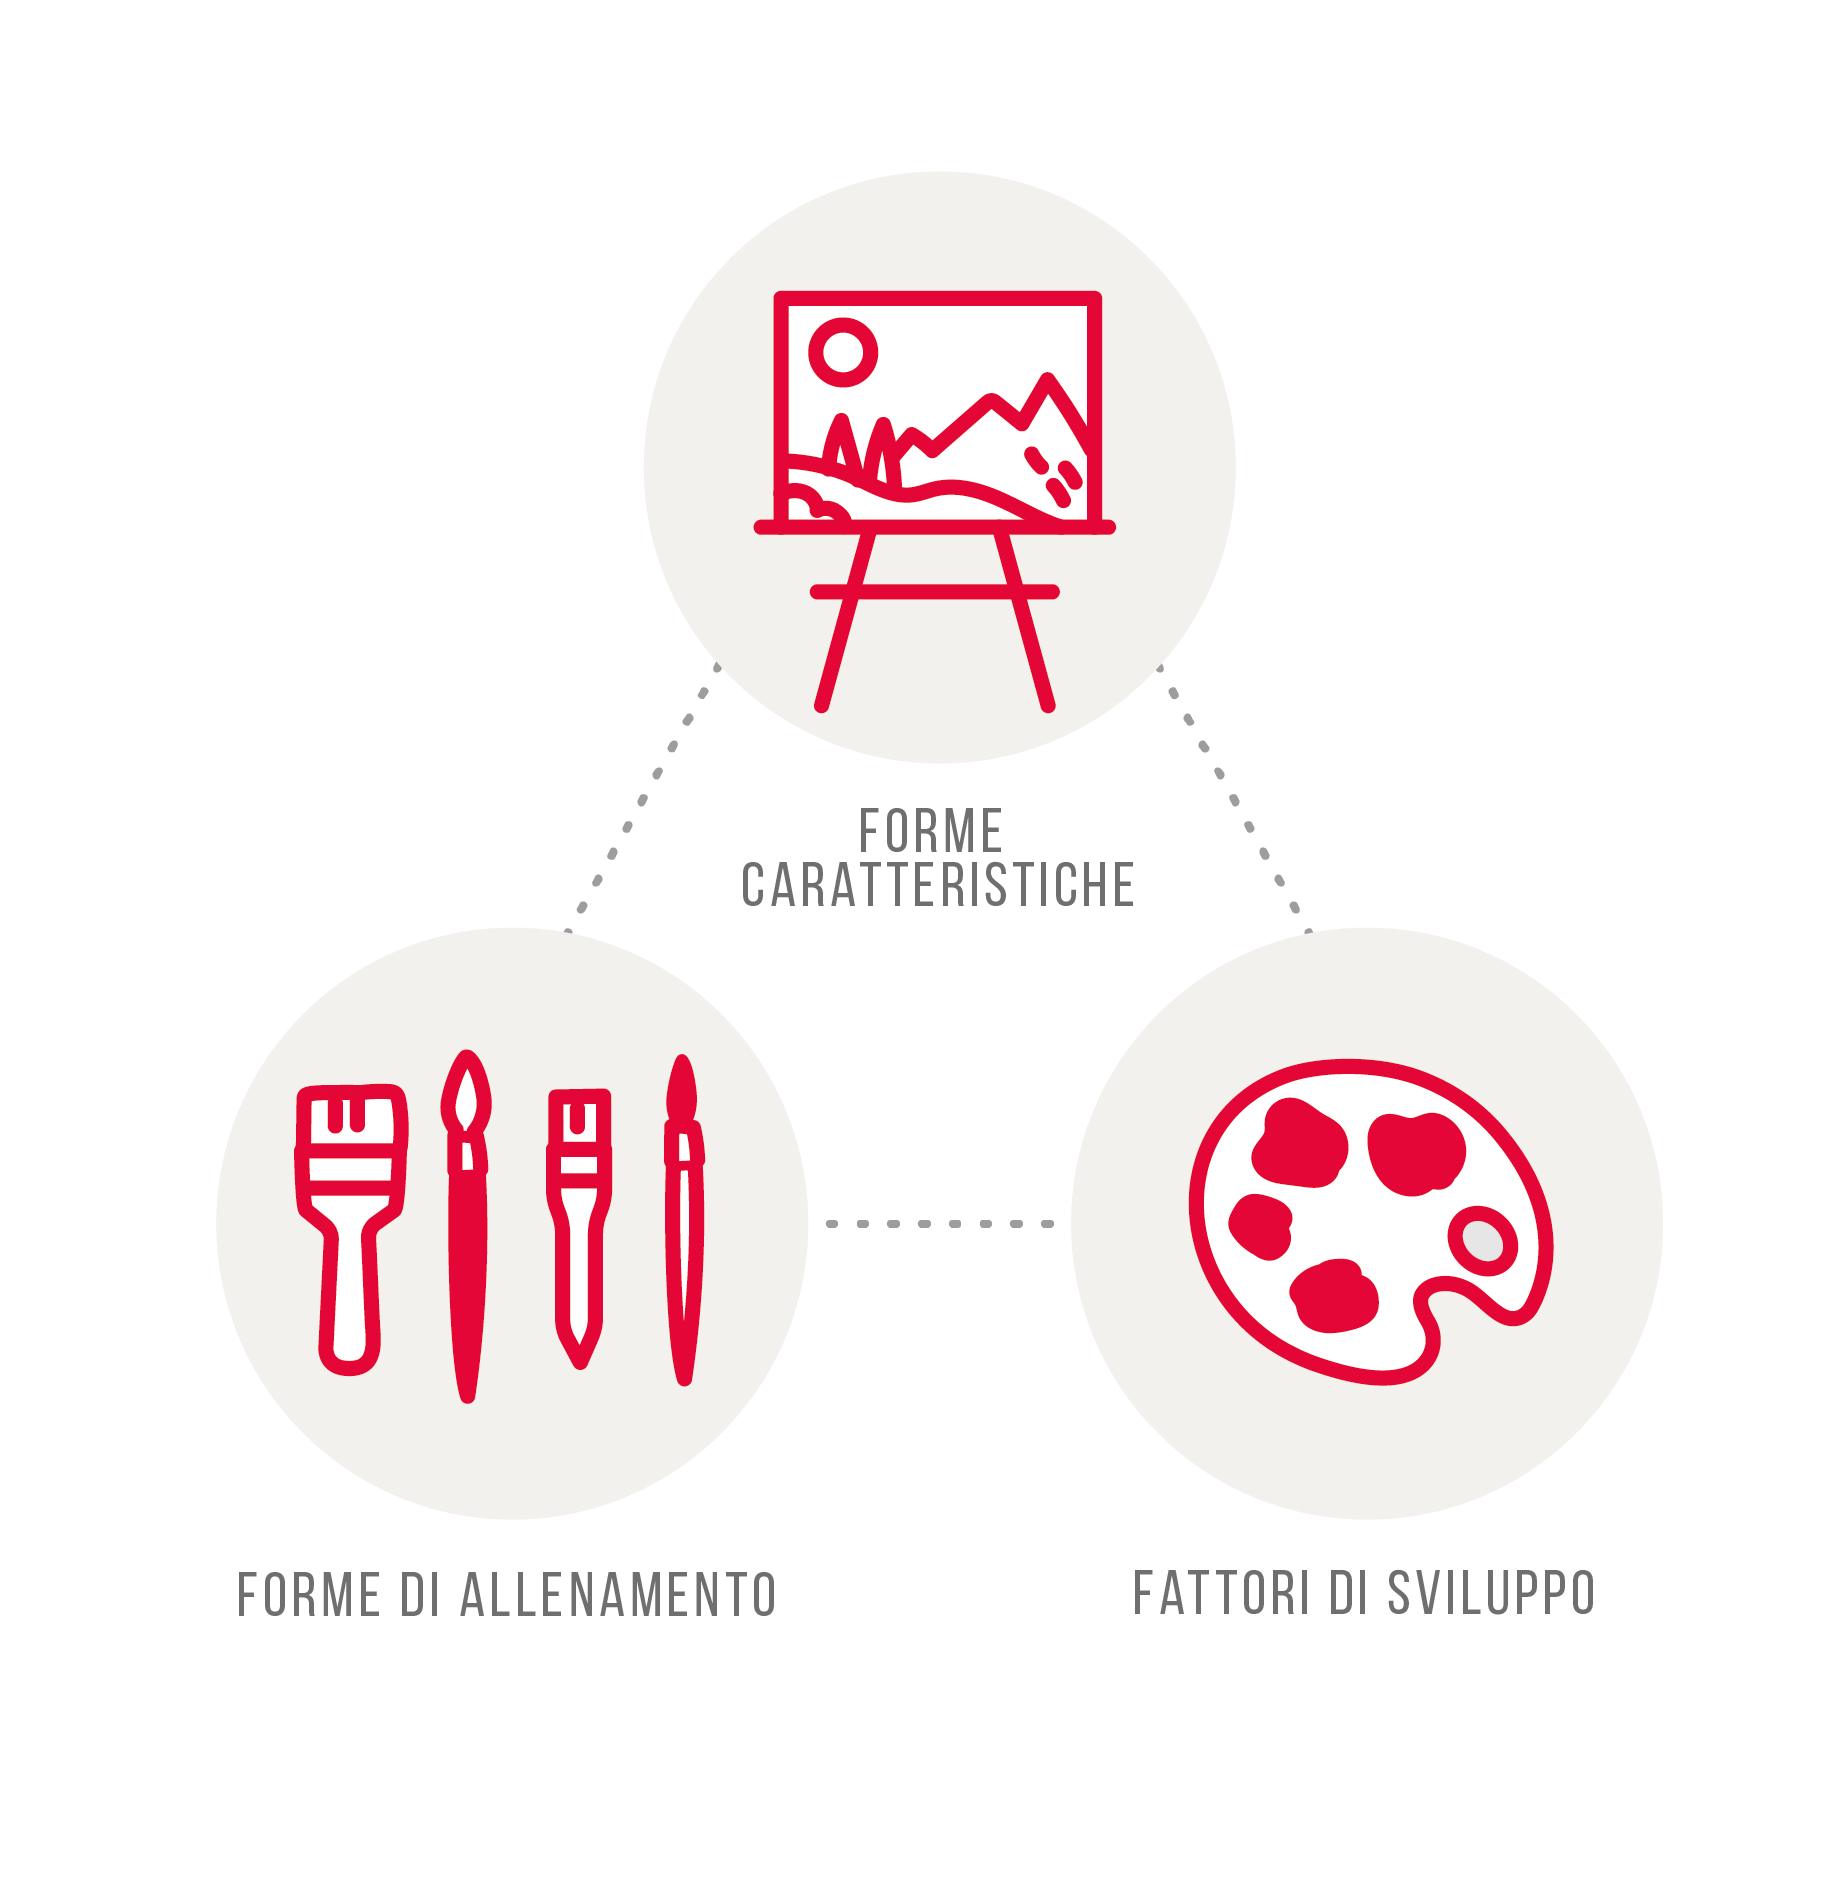 FORME
CARATTERISTICHE
FORME DI ALLENAMENTO
FATTORI DI SVILUPPO